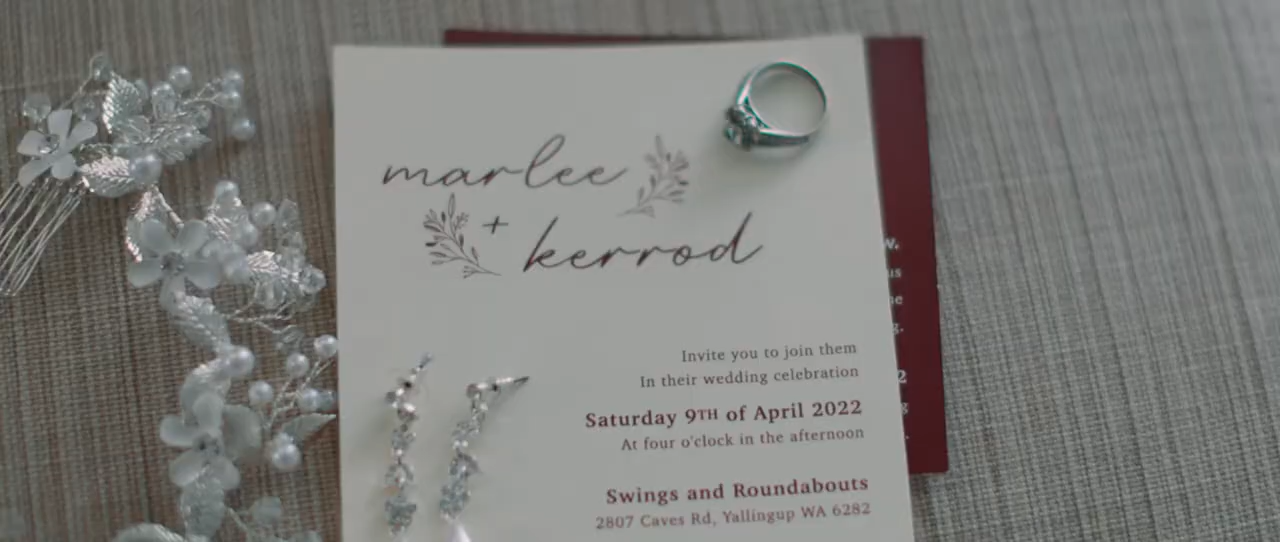 marlee
+ kerrod
Invite you to join them
In their wedding celebration
Saturday 9TH of April 2022
At four o'clock in the afternoon
Swings and Roundabouts
2807 Caves Rd, Yallingup WA 6282